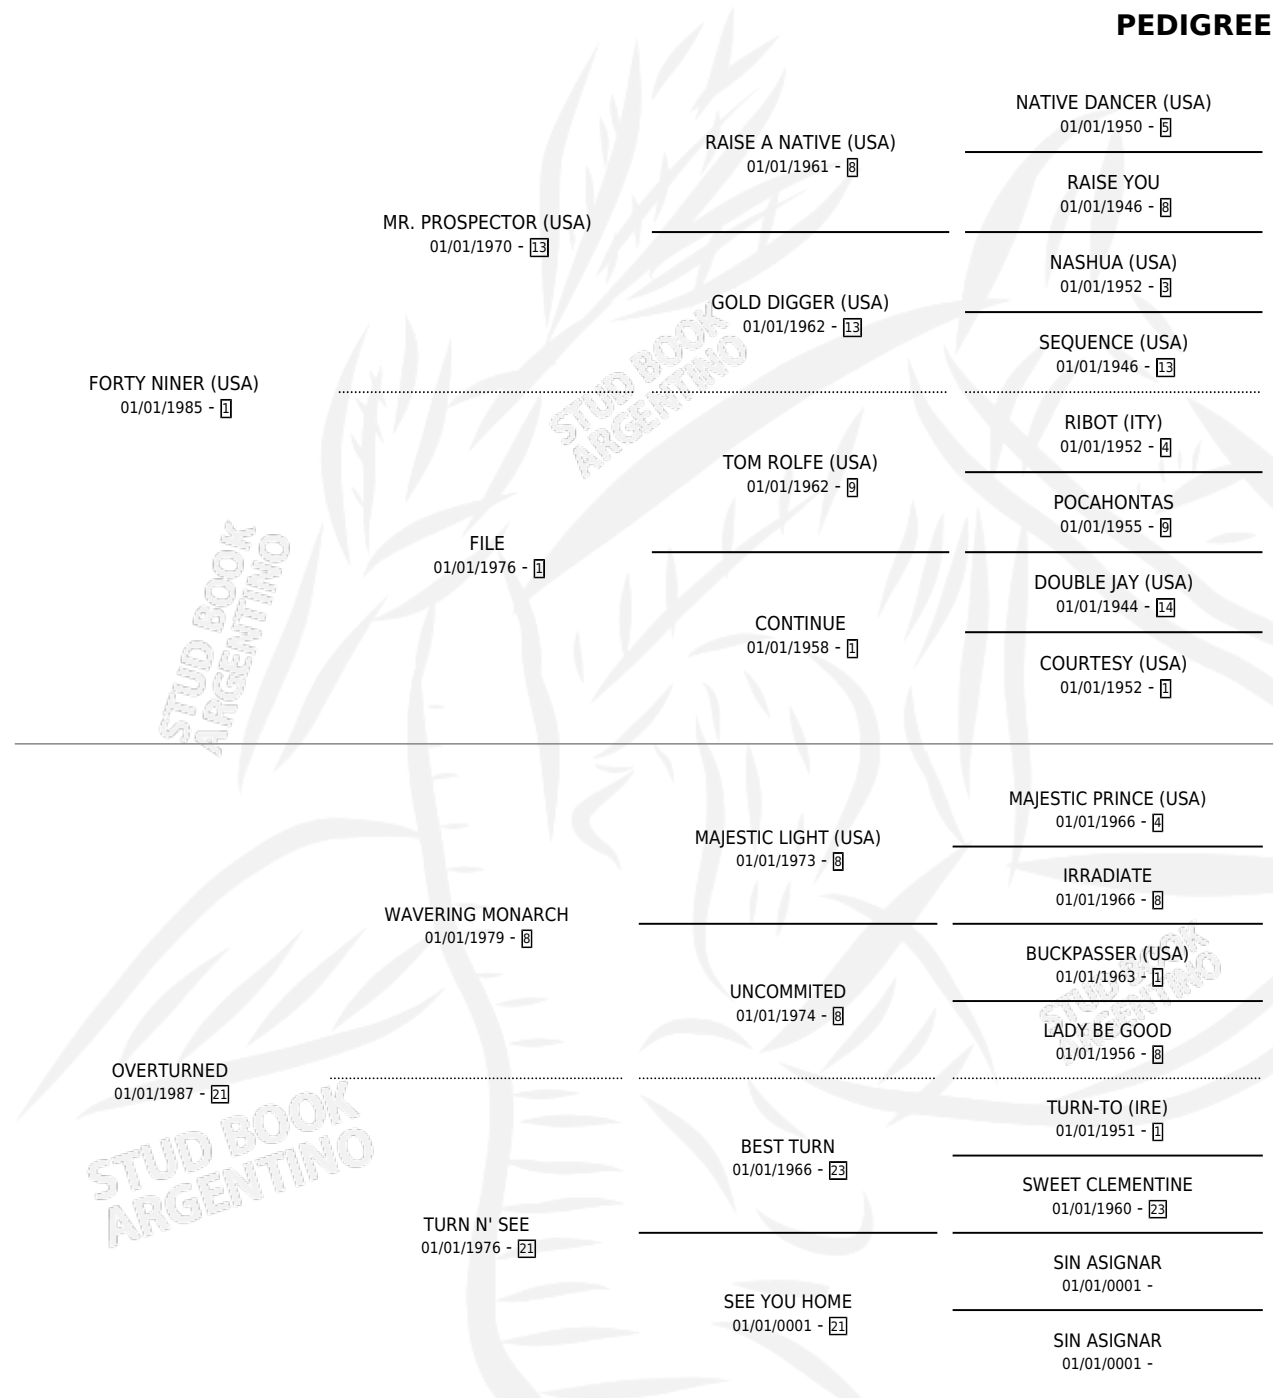 PEDIGREE
NATIVE DANCER (USA)
01/01/1950 - 5
RAISE A NATIVE (USA)
01/01/1961 - 8
RAISE YOU
01/01/1946 - 8
MR. PROSPECTOR (USA)
01/01/1970 - 13
NASHUA (USA)
01/01/1952 - 3
GOLD DIGGER (USA)
01/01/1962 - 13
SEQUENCE (USA)
01/01/1946 - 13
FORTY NINER (USA)
01/01/1985 - 1
RIBOT (ITY)
01/01/1952 - 4
TOM ROLFE (USA)
01/01/1962 - 9
POCAHONTAS
01/01/1955 - 9
FILE
01/01/1976 - 1
DOUBLE JAY (USA)
01/01/1944 - 14
CONTINUE
01/01/1958 - 1
COURTESY (USA)
01/01/1952 - 1
MAJESTIC PRINCE (USA)
01/01/1966 - 4
MAJESTIC LIGHT (USA)
01/01/1973 - 8
IRRADIATE
01/01/1966 - 8
WAVERING MONARCH
01/01/1979 - 8
BUCKPASSER (USA)
01/01/1963 - 1
UNCOMMITED
01/01/1974 - 8
LADY BE GOOD
01/01/1956 - 8
OVERTURNED
01/01/1987 - 21
TURN-TO (IRE)
01/01/1951 - 1
BEST TURN
01/01/1966 - 23
SWEET CLEMENTINE
01/01/1960 - 23
TURN N' SEE
01/01/1976 - 21
SIN ASIGNAR
01/01/0001 -
SEE YOU HOME
01/01/0001 - 21
SIN ASIGNAR
01/01/0001 -
STUD BOOK
ARGENTINO
STUD BOOK
ARGENTINO
STUD BOOK
ARGENTINO
STUD BOOK
ARGENTINO